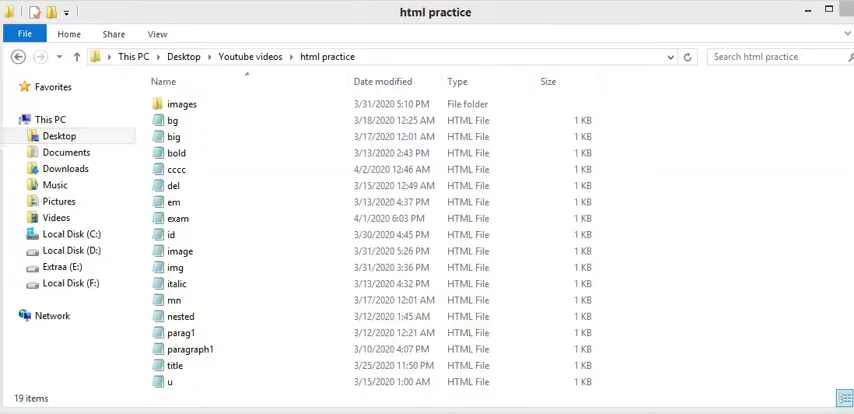 html practice
File Home Share View
This PC Desktop Youtube videos html practice Search html practice
Name Date modified Type Size
Favorites
This PC
Desktop
Documents
Downloads
Music
Pictures
Videos
Local Disk (C:)
Local Disk (D:)
Extraa (E:)
Local Disk (F:)
Network
images 3/31/2020 5:10 PM File folder
bg 3/18/2020 12:25 AM HTML File 1 KB
big 3/17/2020 12:01 AM HTML File 1 KB
bold 3/13/2020 2:43 PM HTML File 1 KB
cccc 4/2/2020 12:46 AM HTML File 1 KB
del 3/15/2020 12:49 AM HTML File 1 KB
em 3/13/2020 4:37 PM HTML File 1 KB
exam 4/1/2020 6:03 PM HTML File 1 KB
id 3/30/2020 4:45 PM HTML File 1 KB
image 3/31/2020 5:26 PM HTML File 1 KB
img 3/31/2020 3:36 PM HTML File 1 KB
italic 3/13/2020 4:32 PM HTML File 1 KB
mn 3/17/2020 12:01 AM HTML File 1 KB
nested 3/12/2020 1:45 AM HTML File 1 KB
parag1 3/12/2020 12:21 AM HTML File 1 KB
paragraph1 3/10/2020 4:07 PM HTML File 1 KB
title 3/25/2020 11:50 PM HTML File 1 KB
u 3/15/2020 1:00 AM HTML File 1 KB
19 items